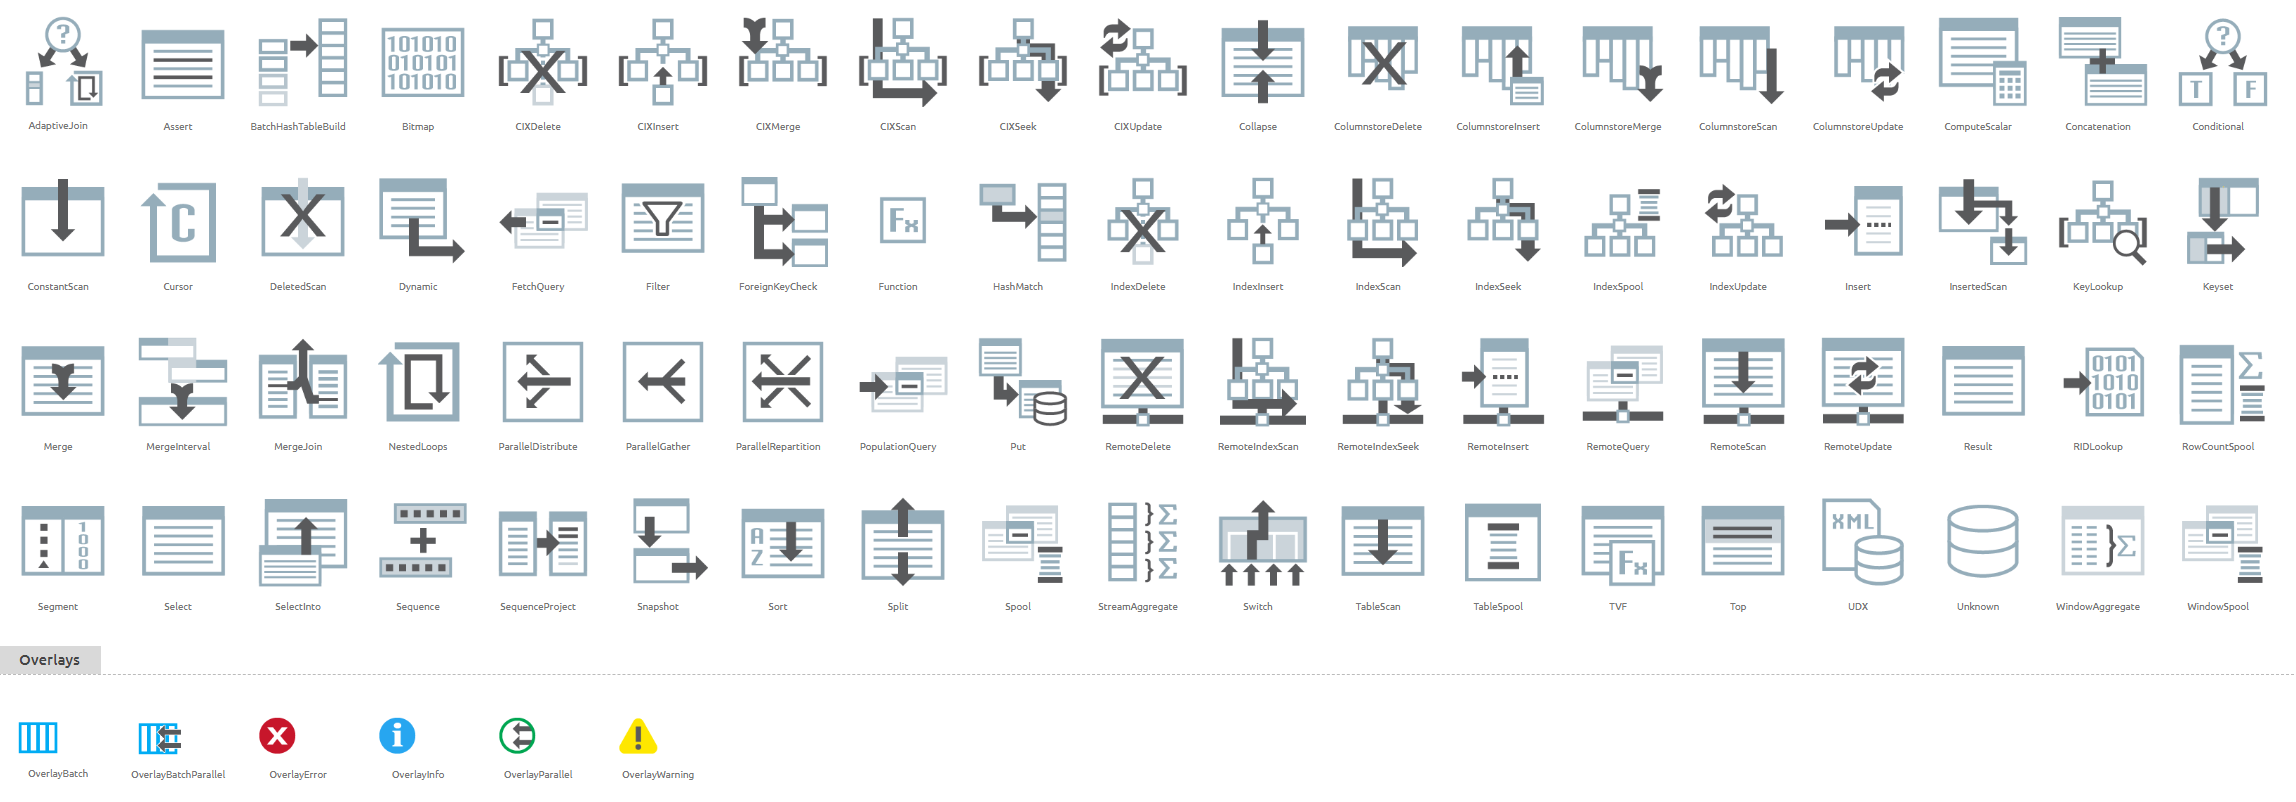 AdaptiveJoin Assert BatchHashTableBuild Bitmap CIXDelete CIXInsert CIXMerge CIXScan CIXSeek CIXUpdate Collapse ColumnstoreDelete ColumnstoreInsert ColumnstoreMerge ColumnstoreScan ColumnstoreUpdate ComputeScalar Concatenation Conditional
ConstantScan Cursor DeletedScan Dynamic FetchQuery Filter ForeignKeyCheck Function HashMatch IndexDelete IndexInsert IndexScan IndexSeek IndexSpool IndexUpdate Insert InsertedScan KeyLookup Keyset
Merge MergeInterval MergeJoin NestedLoops ParallelDistribute ParallelGather ParallelRepartition PopulationQuery Put RemoteDelete RemoteIndexScan RemoteIndexSeek RemoteInsert RemoteQuery RemoteScan RemoteUpdate Result RIDLookup RowCountSpool
Segment Select SelectInto Sequence SequenceProject Snapshot Sort Split Spool StreamAggregate Switch TableScan TableSpool TVF Top UDX Unknown WindowAggregate WindowSpool
Overlays
OverlayBatch OverlayBatchParallel OverlayError OverlayInfo OverlayParallel OverlayWarning